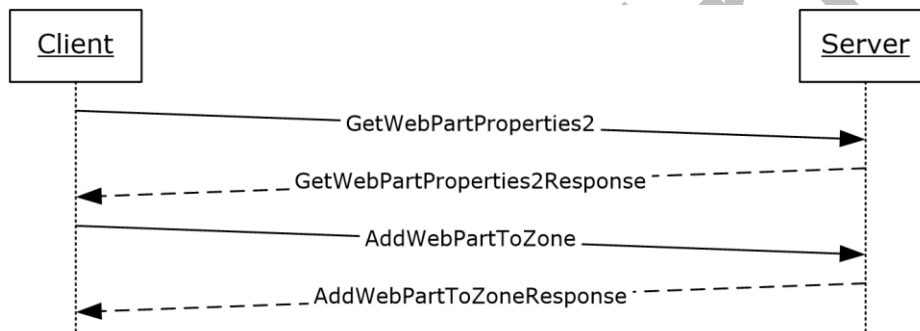 Client Server
GetWebPartProperties2
GetWebPartProperties2Response
AddWebPartToZone
AddWebPartToZoneResponse